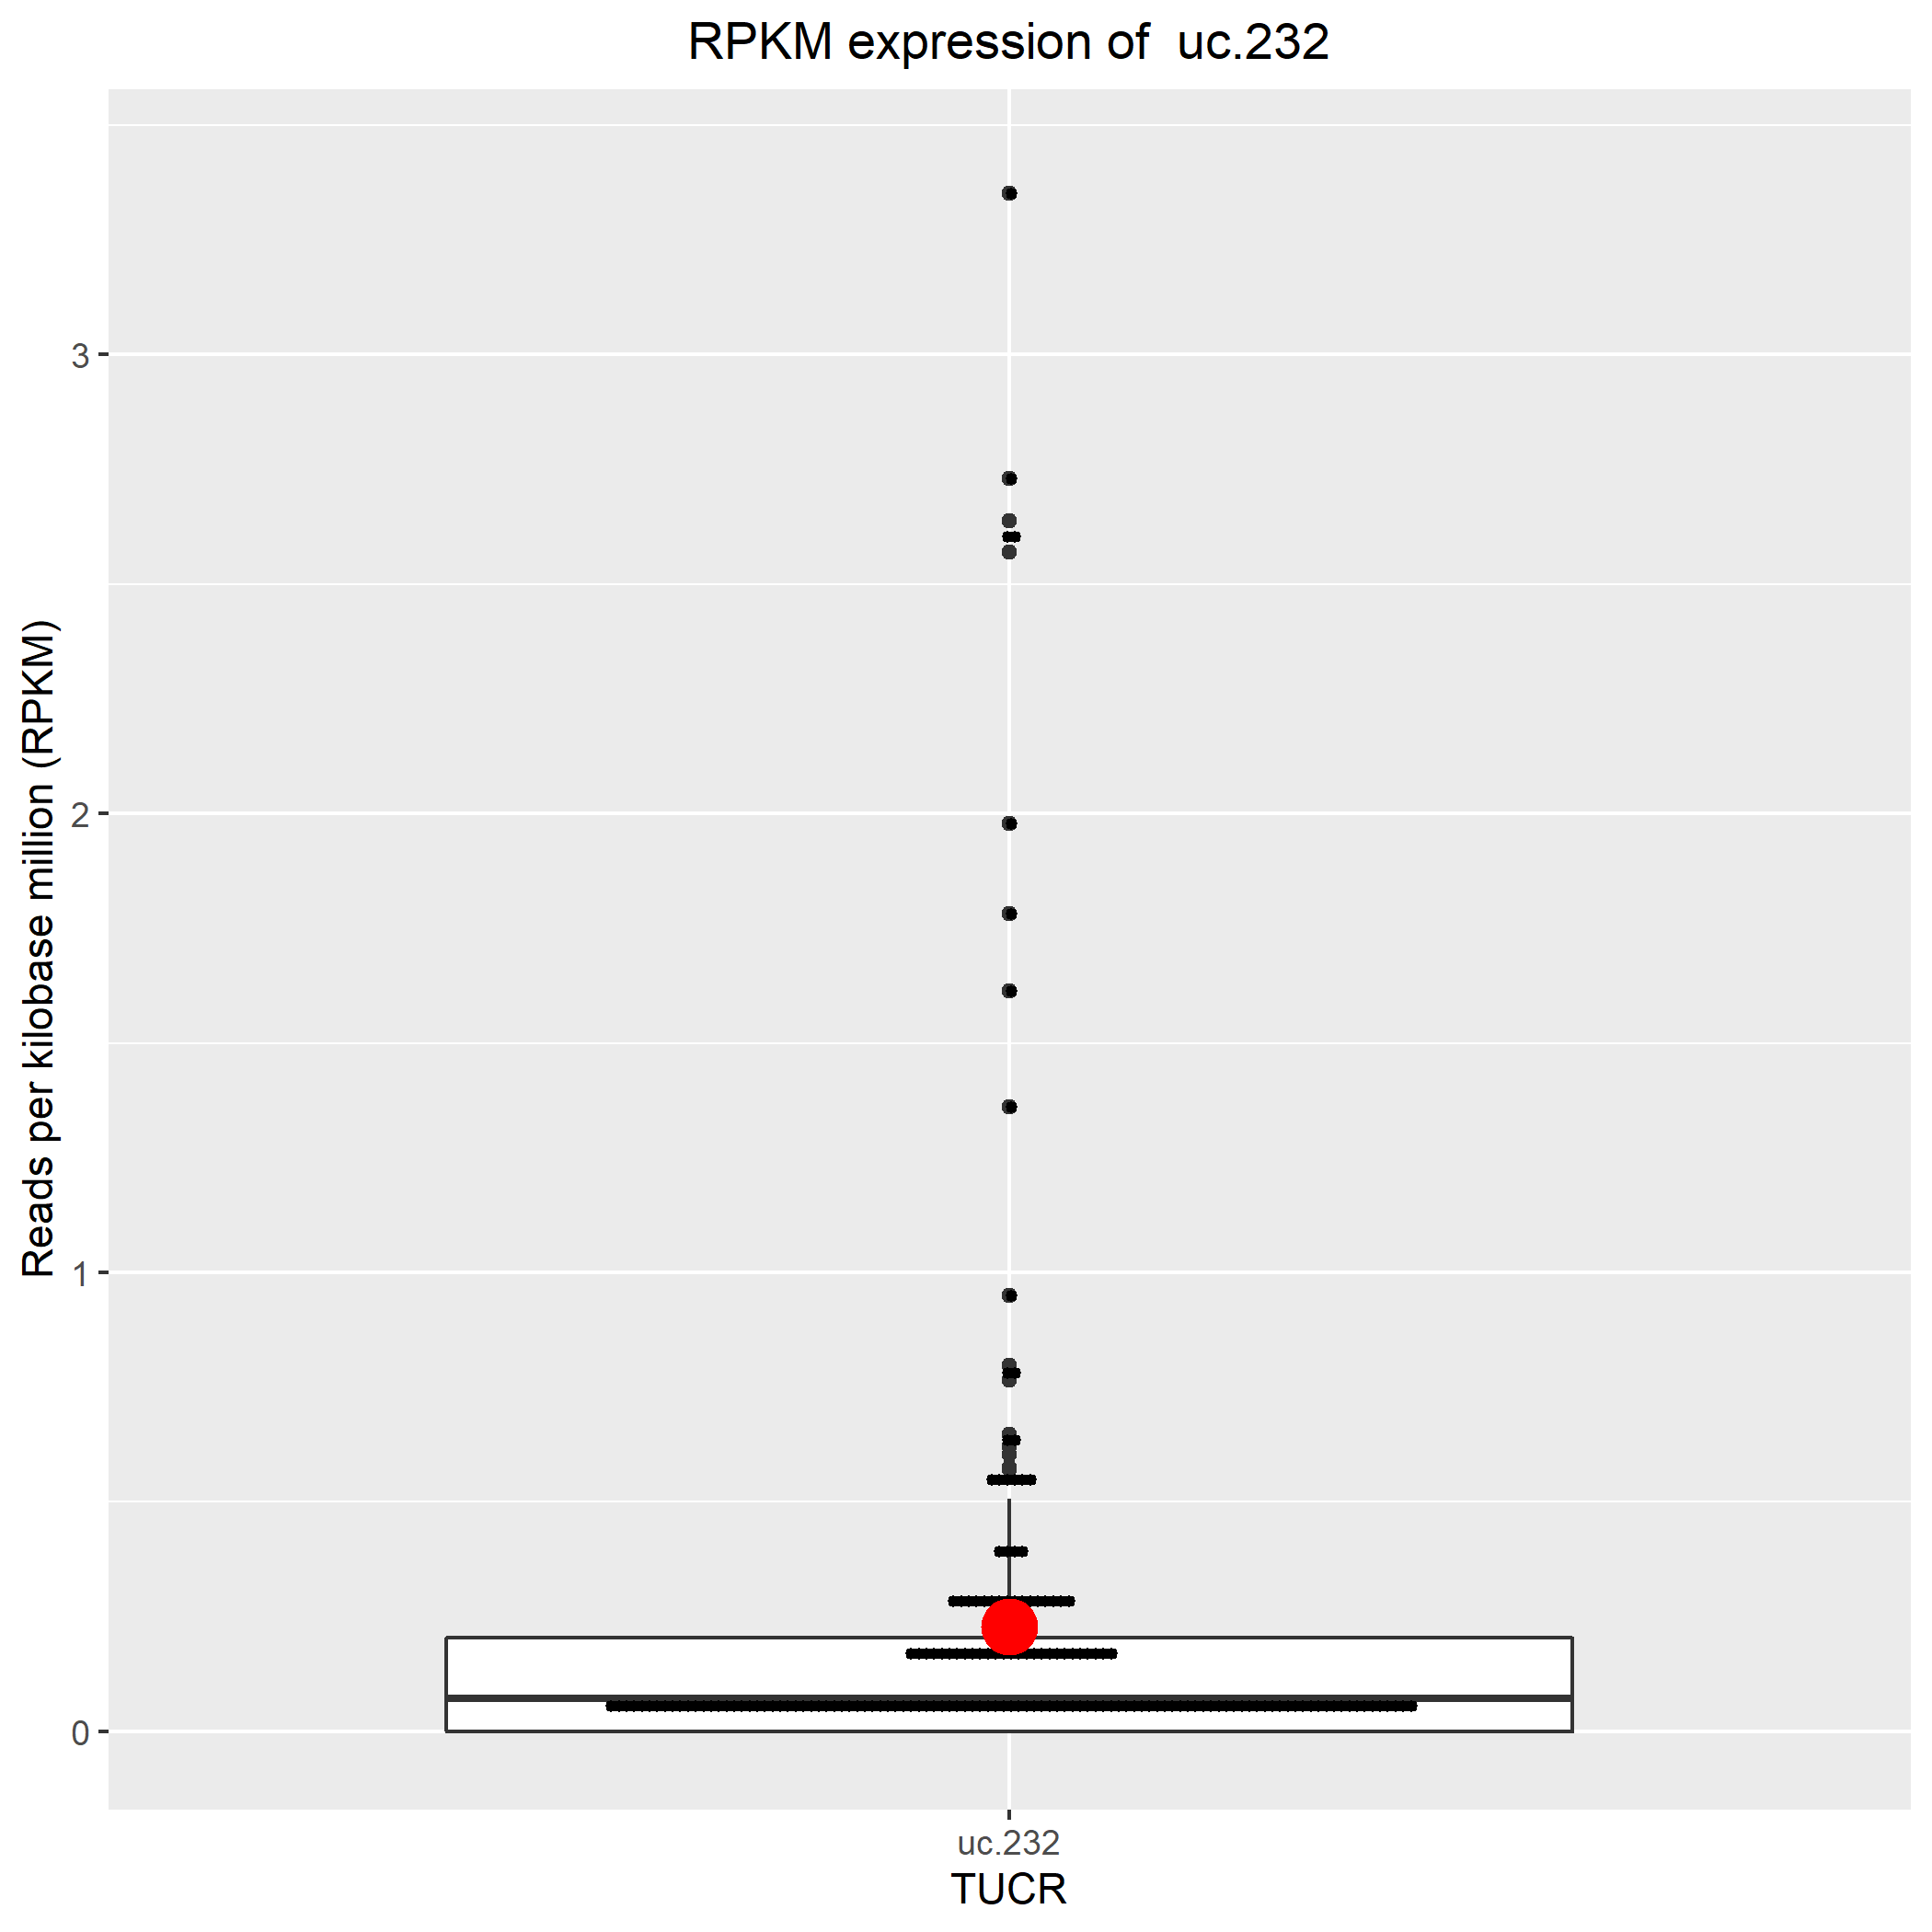 RPKM expression of  uc.232
Reads per kilobase million (RPKM)
3
2
1
0
uc.232
TUCR